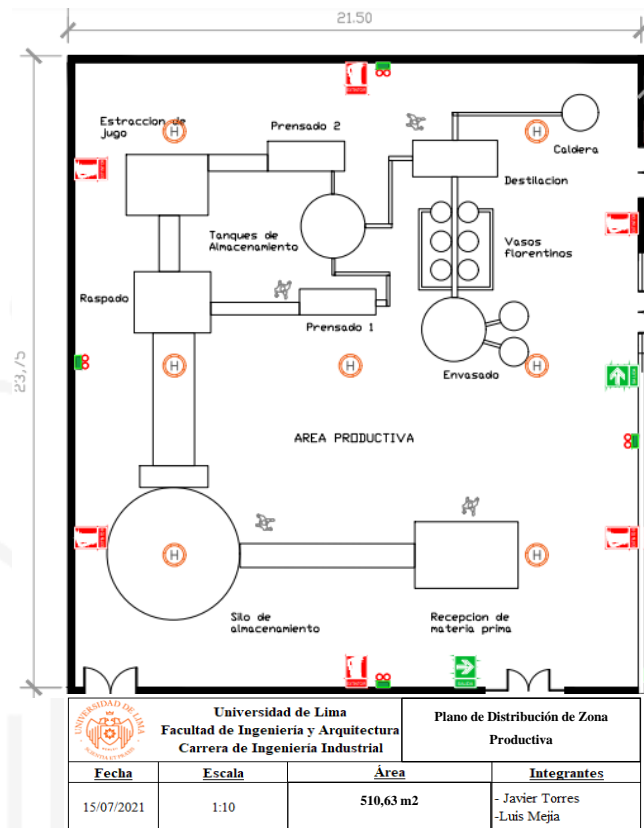 21.50
23,75
Estraccion de
jugo
H
Prensado 2
H
Caldera
Destilacion
Tanques de
Almacenamiento
Vasos
florentinos
Raspado
Prensado 1
Envasado
H
H
H
AREA PRODUCTIVA
H
H
Silo de
almacenamiento
Recepcion de
materia prima
UNIVERSIDAD DE LIMA
Universidad de Lima
Facultad de Ingeniería y Arquitectura
Carrera de Ingeniería Industrial
Plano de Distribución de Zona
Productiva
Fecha
Escala
Área
Integrantes
15/07/2021
1:10
510,63 m2
- Javier Torres
-Luis Mejia